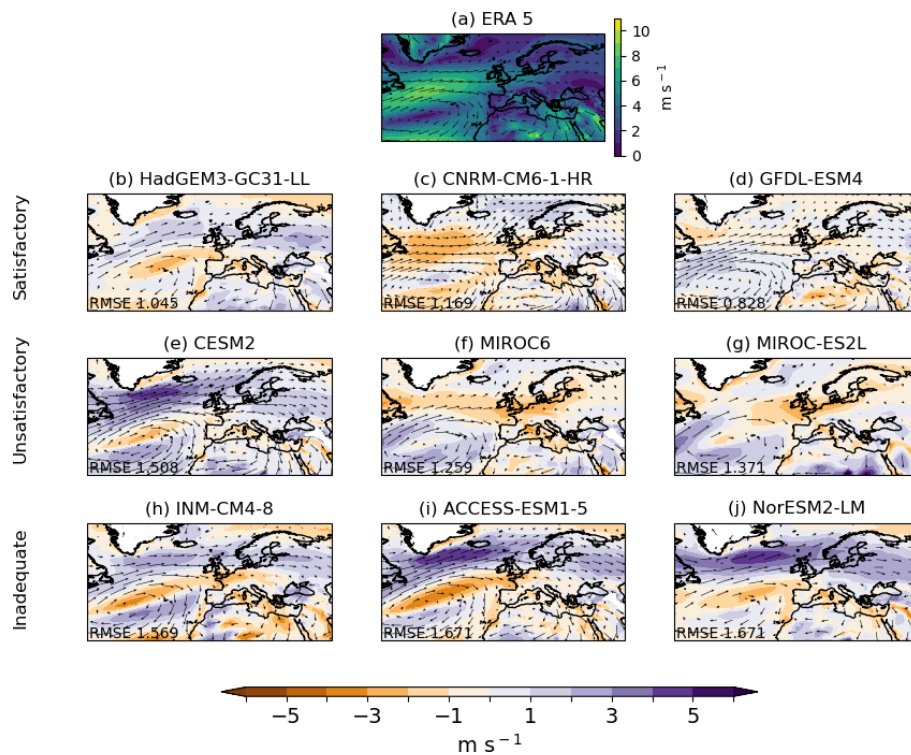 (a) ERA 5
10
8
6
4
2
0
m s⁻¹
Satisfactory
(b) HadGEM3-GC31-LL
RMSE 1.045
(c) CNRM-CM6-1-HR
RMSE 1.169
(d) GFDL-ESM4
RMSE 0.828
Unsatisfactory
(e) CESM2
RMSE 1.508
(f) MIROC6
RMSE 1.259
(g) MIROC-ES2L
RMSE 1.371
Inadequate
(h) INM-CM4-8
RMSE 1.569
(i) ACCESS-ESM1-5
RMSE 1.671
(j) NorESM2-LM
RMSE 1.671
−5 −3 −1 1 3 5
m s⁻¹